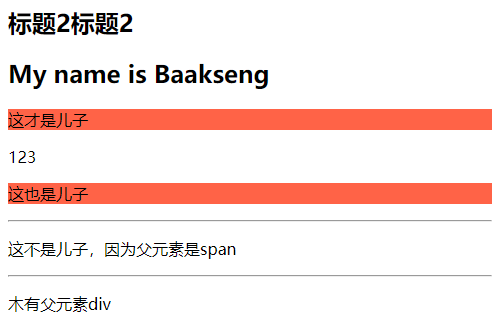 标题2标题2
My name is Baakseng
这才是儿子
123
这也是儿子
这不是儿子，因为父元素是span
木有父元素div